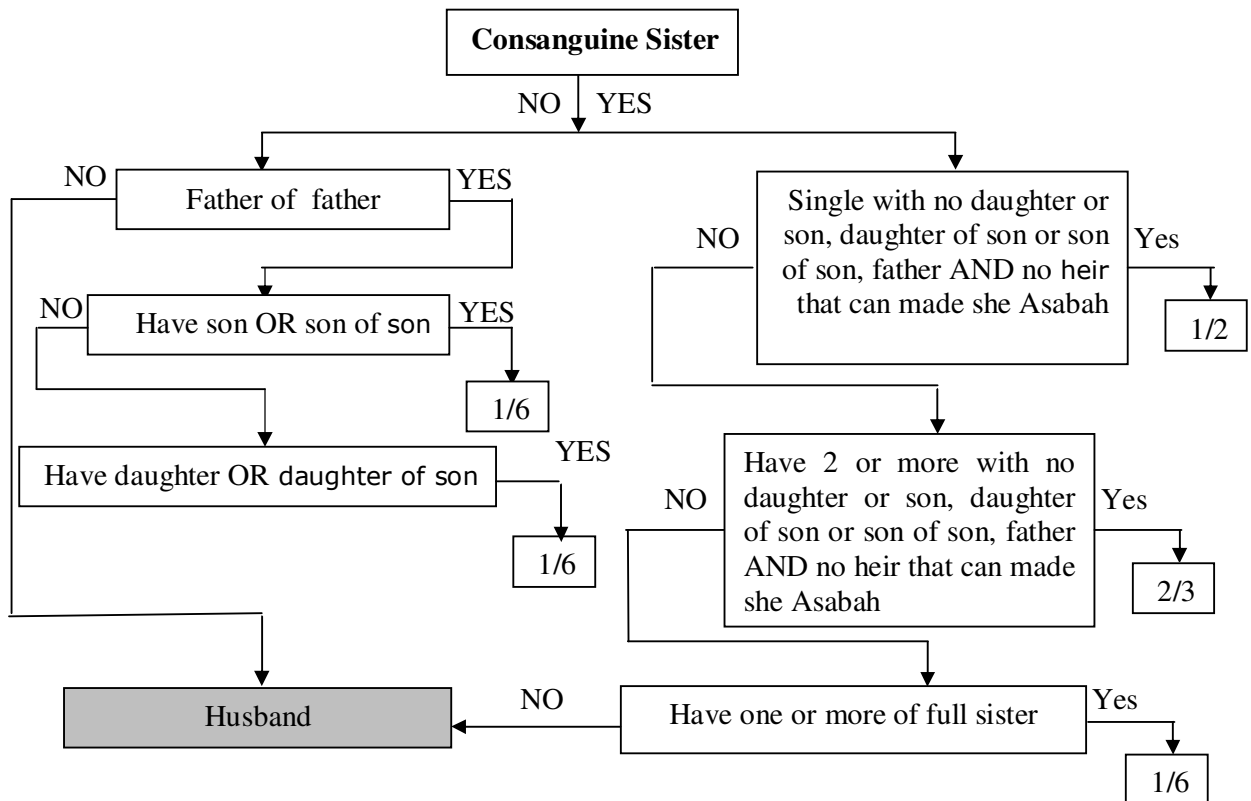 Consanguine Sister
NO YES
NO
Father of father
YES
NO
Have son OR son of son
YES
1/6
Have daughter OR daughter of son
YES
1/6
NO
Single with no daughter or
son, daughter of son or son
of son, father AND no heir
that can made she Asabah
Yes
1/2
NO
Have 2 or more with no
daughter or son, daughter
of son or son of son, father
AND no heir that can made
she Asabah
Yes
2/3
Husband
NO
Have one or more of full sister
Yes
1/6